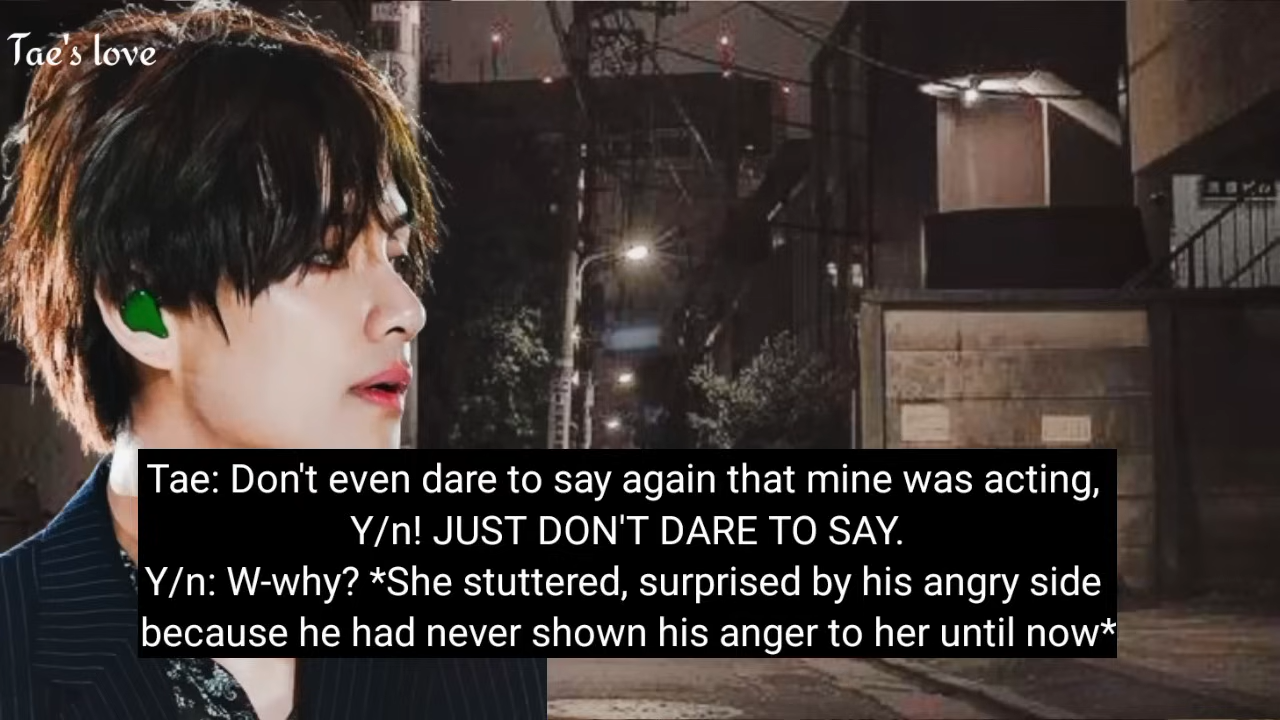 Tae's love
Tae: Don't even dare to say again that mine was acting,
Y/n! JUST DON'T DARE TO SAY.
Y/n: W-why? *She stuttered, surprised by his angry side
because he had never shown his anger to her until now*